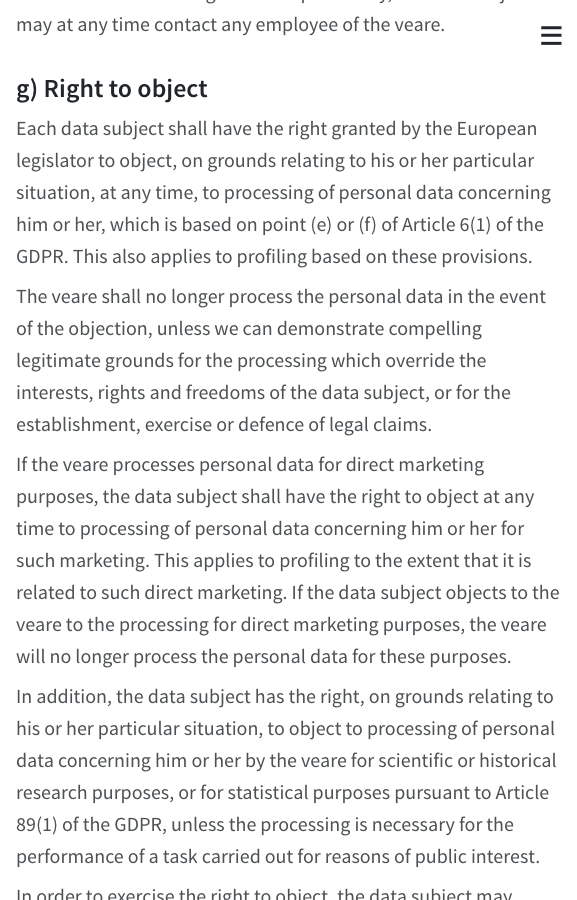 may at any time contact any employee of the veare.
g) Right to object
Each data subject shall have the right granted by the European
legislator to object, on grounds relating to his or her particular
situation, at any time, to processing of personal data concerning
him or her, which is based on point (e) or (f) of Article 6(1) of the
GDPR. This also applies to profiling based on these provisions.
The veare shall no longer process the personal data in the event
of the objection, unless we can demonstrate compelling
legitimate grounds for the processing which override the
interests, rights and freedoms of the data subject, or for the
establishment, exercise or defence of legal claims.
If the veare processes personal data for direct marketing
purposes, the data subject shall have the right to object at any
time to processing of personal data concerning him or her for
such marketing. This applies to profiling to the extent that it is
related to such direct marketing. If the data subject objects to the
veare to the processing for direct marketing purposes, the veare
will no longer process the personal data for these purposes.
In addition, the data subject has the right, on grounds relating to
his or her particular situation, to object to processing of personal
data concerning him or her by the veare for scientific or historical
research purposes, or for statistical purposes pursuant to Article
89(1) of the GDPR, unless the processing is necessary for the
performance of a task carried out for reasons of public interest.
In order to exercise the right to object, the data subject may